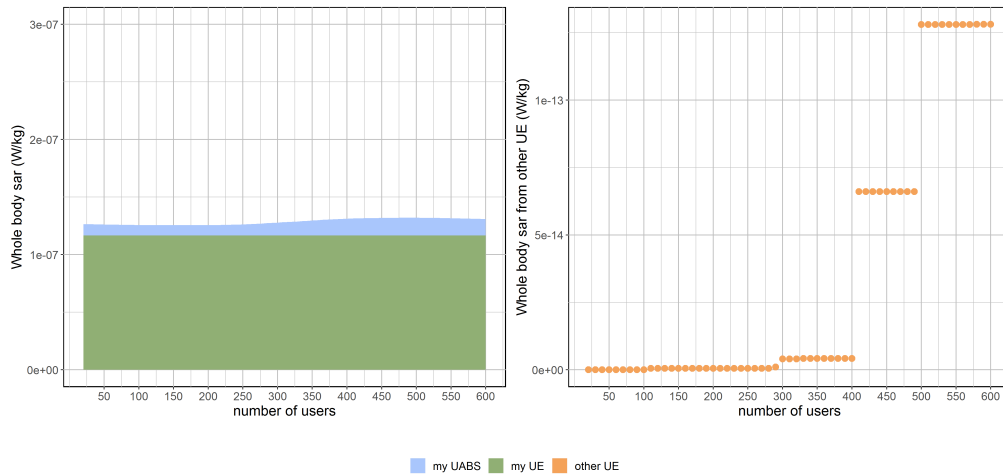 Whole body sar (W/kg)
3e-07
2e-07
1e-07
0e+00
50 100 150 200 250 300 350 400 450 500 550 600
number of users
Whole body sar from other UE (W/kg)
1e-13
5e-14
0e+00
50 100 150 200 250 300 350 400 450 500 550 600
number of users
my UABS my UE other UE